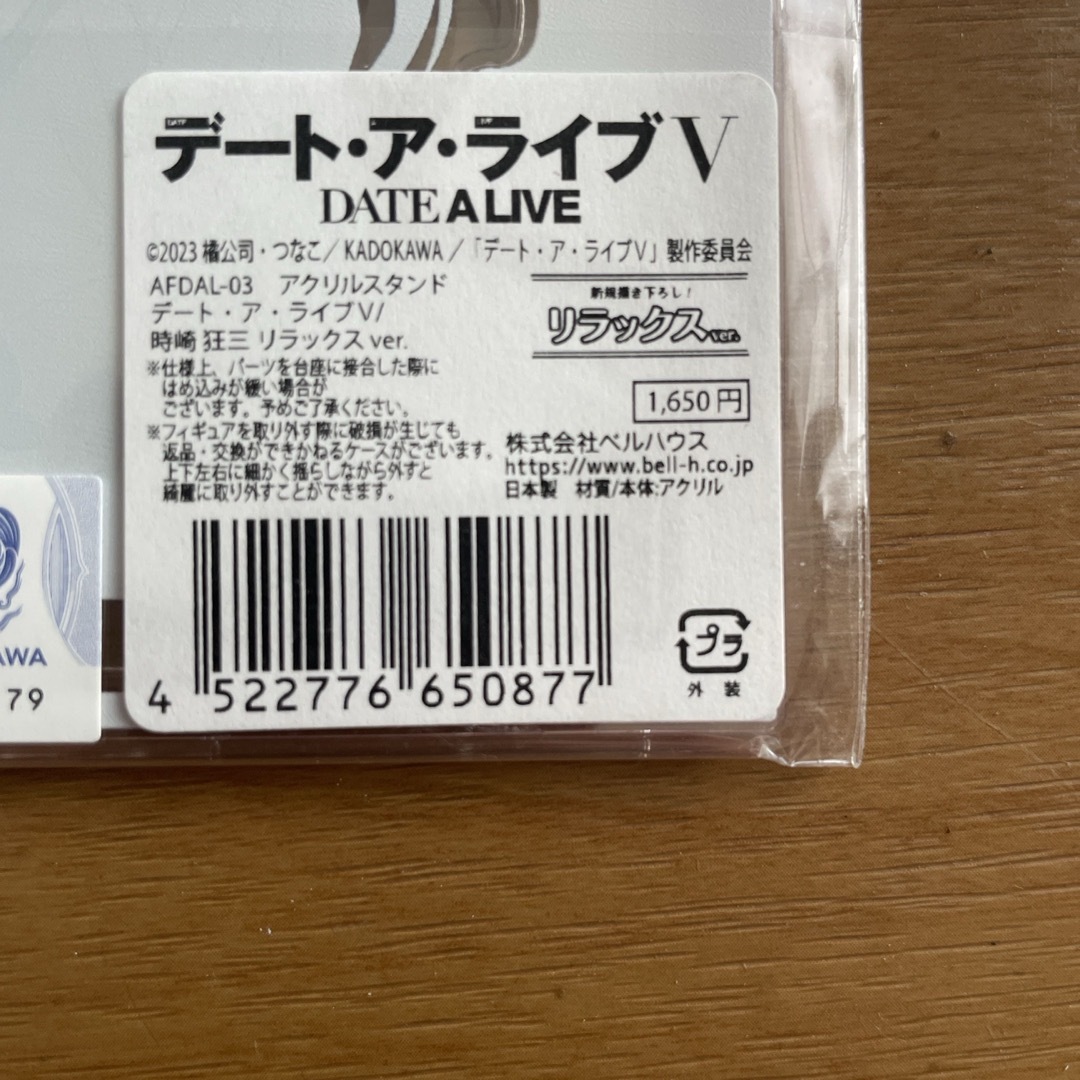 デート・ア・ライブ V
DATE A LIVE
©2023 橘公司・つなこ／KADOKAWA／「デート・ア・ライブV」製作委員会
AFDAL-03　アクリルスタンド
デート・ア・ライブV/
時崎 狂三 リラックス ver.
新規描き下ろし！
リラックスver.
※仕様上、パーツを台座に接合した際に
はめ込みが緩い場合が
ございます。予めご了承ください。
※フィギュアを取り外す際に破損が生じても
返品・交換ができかねるケースがございます。
上下左右に細かく揺らしながら外すと
綺麗に取り外すことができます。
1,650円
株式会社ベルハウス
https://www.bell-h.co.jp
日本製　材質/本体:アクリル
4 522776 650877
プラ
外装
AWA
79